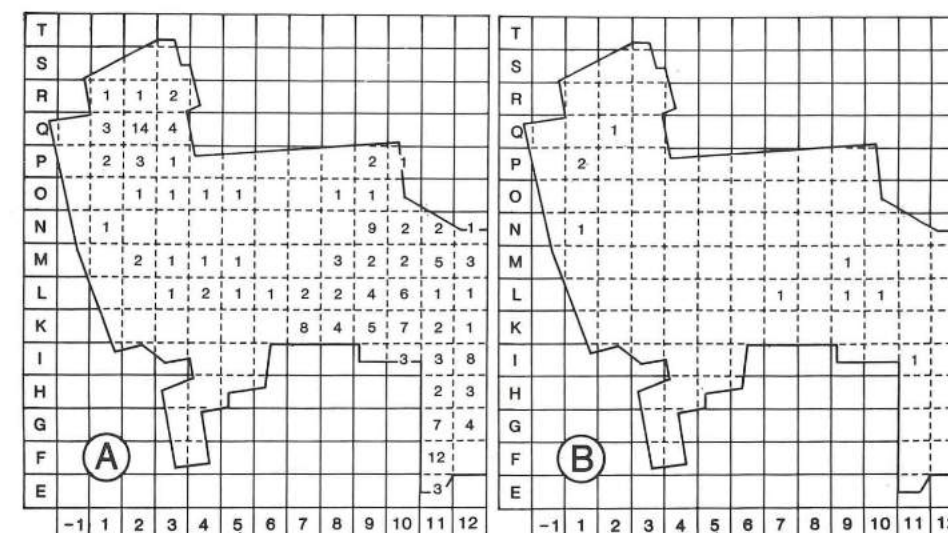 T
S
R 1 1 2
Q 3 14 4
P 2 3 1 2 1
O 1 1 1 1 1 1
N 1 9 2 2 1
M 2 1 1 1 3 2 2 5 3
L 1 2 1 1 2 2 4 6 1 1
K 8 4 5 7 2 1
I 3 3 8
H 2 3
G 7 4
F 12
E 3
A
-1 1 2 3 4 5 6 7 8 9 10 11 12
T
S
R
Q 1
P 2
O
N 1
M 1
L 1 1 1
K
I 1
H
G
F
E
B
-1 1 2 3 4 5 6 7 8 9 10 11